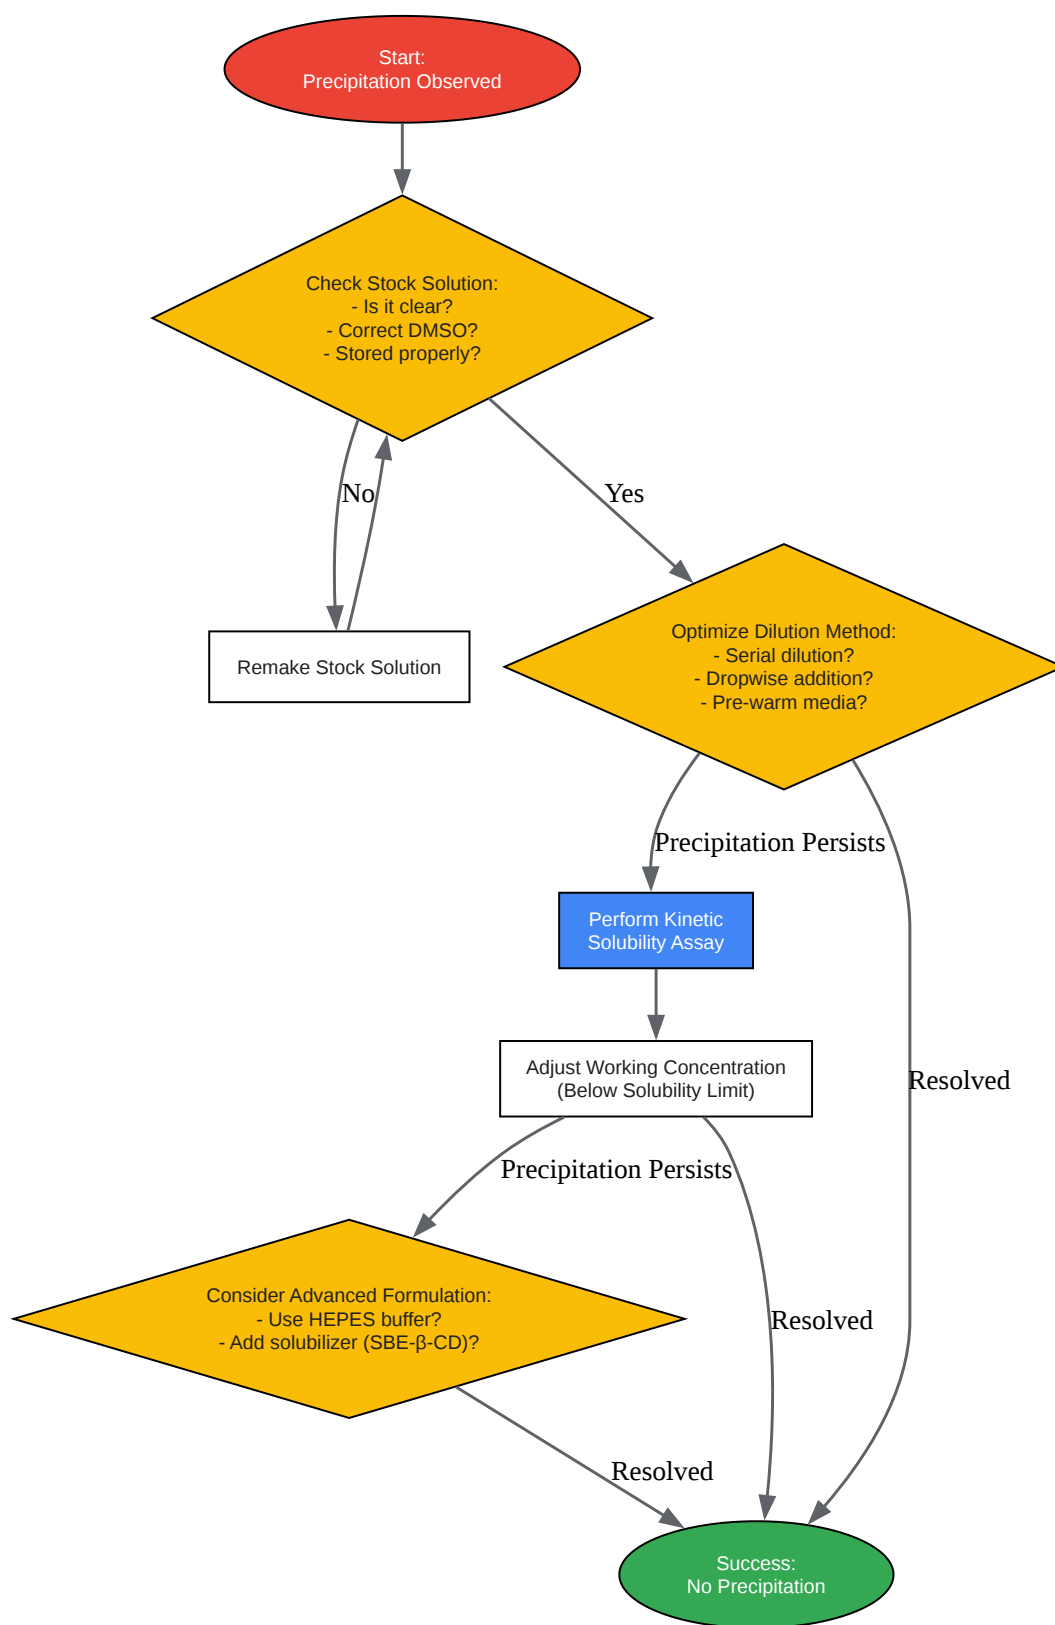 Start:
Precipitation Observed
Check Stock Solution:
- Is it clear?
- Correct DMSO?
- Stored properly?
No
Yes
Remake Stock Solution
Optimize Dilution Method:
- Serial dilution?
- Dropwise addition?
- Pre-warm media?
Precipitation Persists
Perform Kinetic
Solubility Assay
Adjust Working Concentration
(Below Solubility Limit)
Resolved
Precipitation Persists
Consider Advanced Formulation:
- Use HEPES buffer?
- Add solubilizer (SBE-β-CD)?
Resolved
Resolved
Success:
No Precipitation